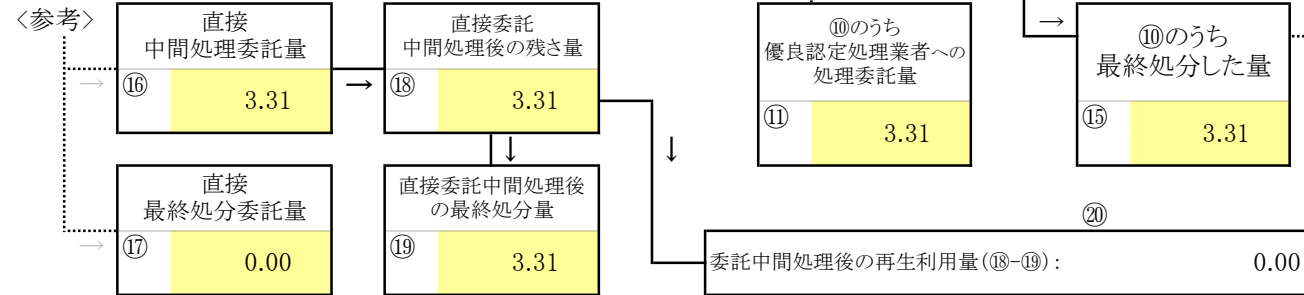 〈参考〉
直接
中間処理委託量
→
⑯
3.31
→
直接委託
中間処理後の残さ量
⑱
3.31
↓
↓
⑩のうち
優良認定処理業者への
処理委託量
⑪
3.31
→
⑩のうち
最終処分した量
⑮
3.31
直接
最終処分委託量
→
⑰
0.00
直接委託中間処理後
の最終処分量
⑲
3.31
⑳
委託中間処理後の再生利用量(⑱-⑲)： 0.00